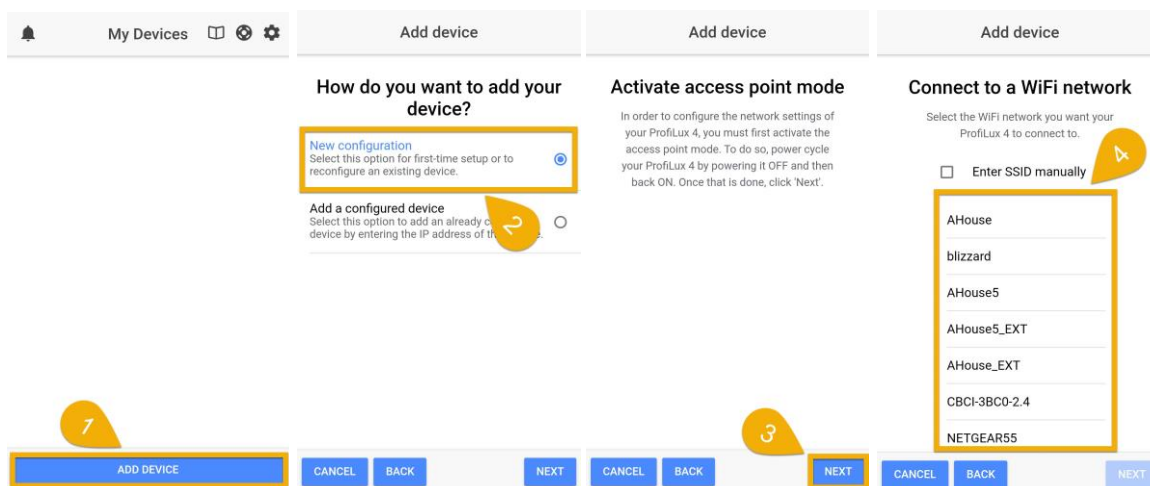 My Devices
1
ADD DEVICE
Add device
How do you want to add your
device?
New configuration
Select this option for first-time setup or to
reconfigure an existing device.
2
Add a configured device
Select this option to add an already
device by entering the IP address of
CANCEL
BACK
NEXT
Add device
Activate access point mode
In order to configure the network settings of
your ProfiLux 4, you must first activate the
access point mode. To do so, power cycle
your ProfiLux 4 by powering it OFF and then
back ON. Once that is done, click 'Next'.
3
CANCEL
BACK
NEXT
Add device
Connect to a WiFi network
Select the WiFi network you want your
ProfiLux 4 to connect to.
4
Enter SSID manually
AHouse
blizzard
AHouse5
AHouse5_EXT
AHouse_EXT
CBCI-3BC0-2.4
NETGEAR55
CANCEL
BACK
NEXT